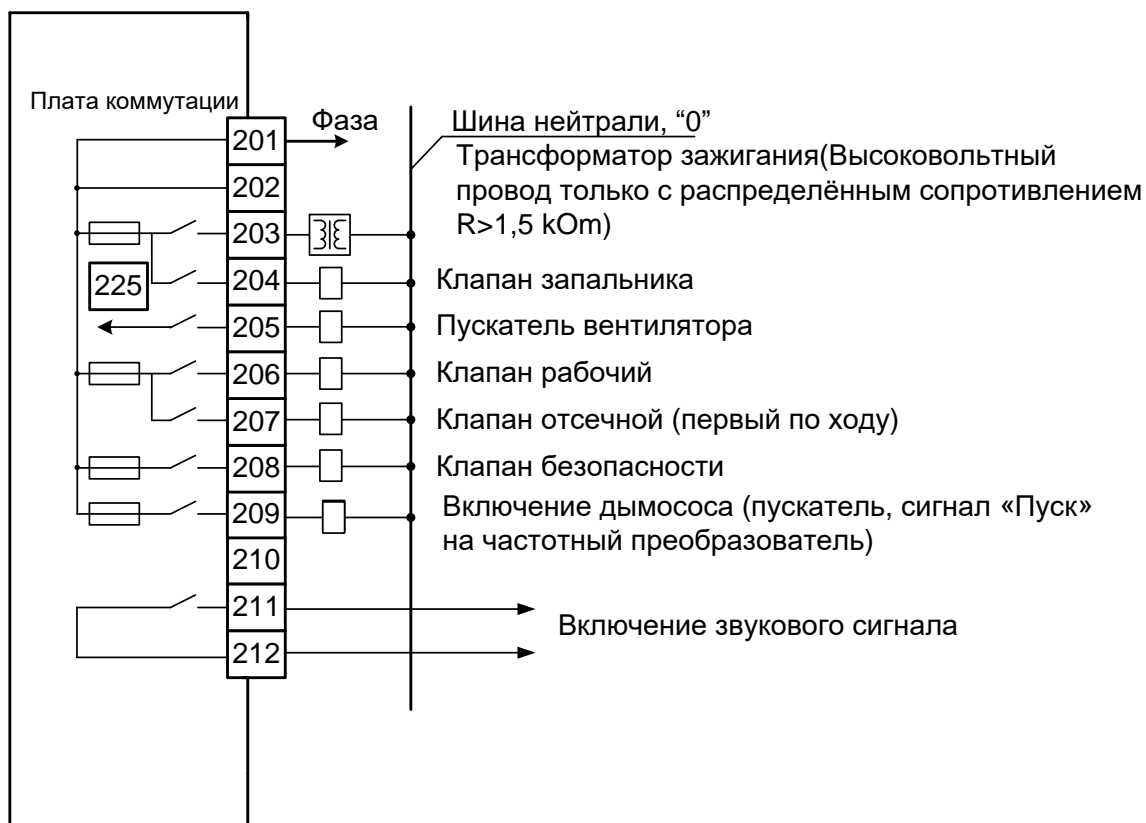 Плата коммутации
201
Фаза
Шина нейтрали, “0”
Трансформатор зажигания(Высоковольтный
провод только с распределённым сопротивлением
R>1,5 kOm)
202
203
204
Клапан запальника
225
205
Пускатель вентилятора
206
Клапан рабочий
207
Клапан отсечной (первый по ходу)
208
Клапан безопасности
209
Включение дымососа (пускатель, сигнал «Пуск»
на частотный преобразователь)
210
211
Включение звукового сигнала
212